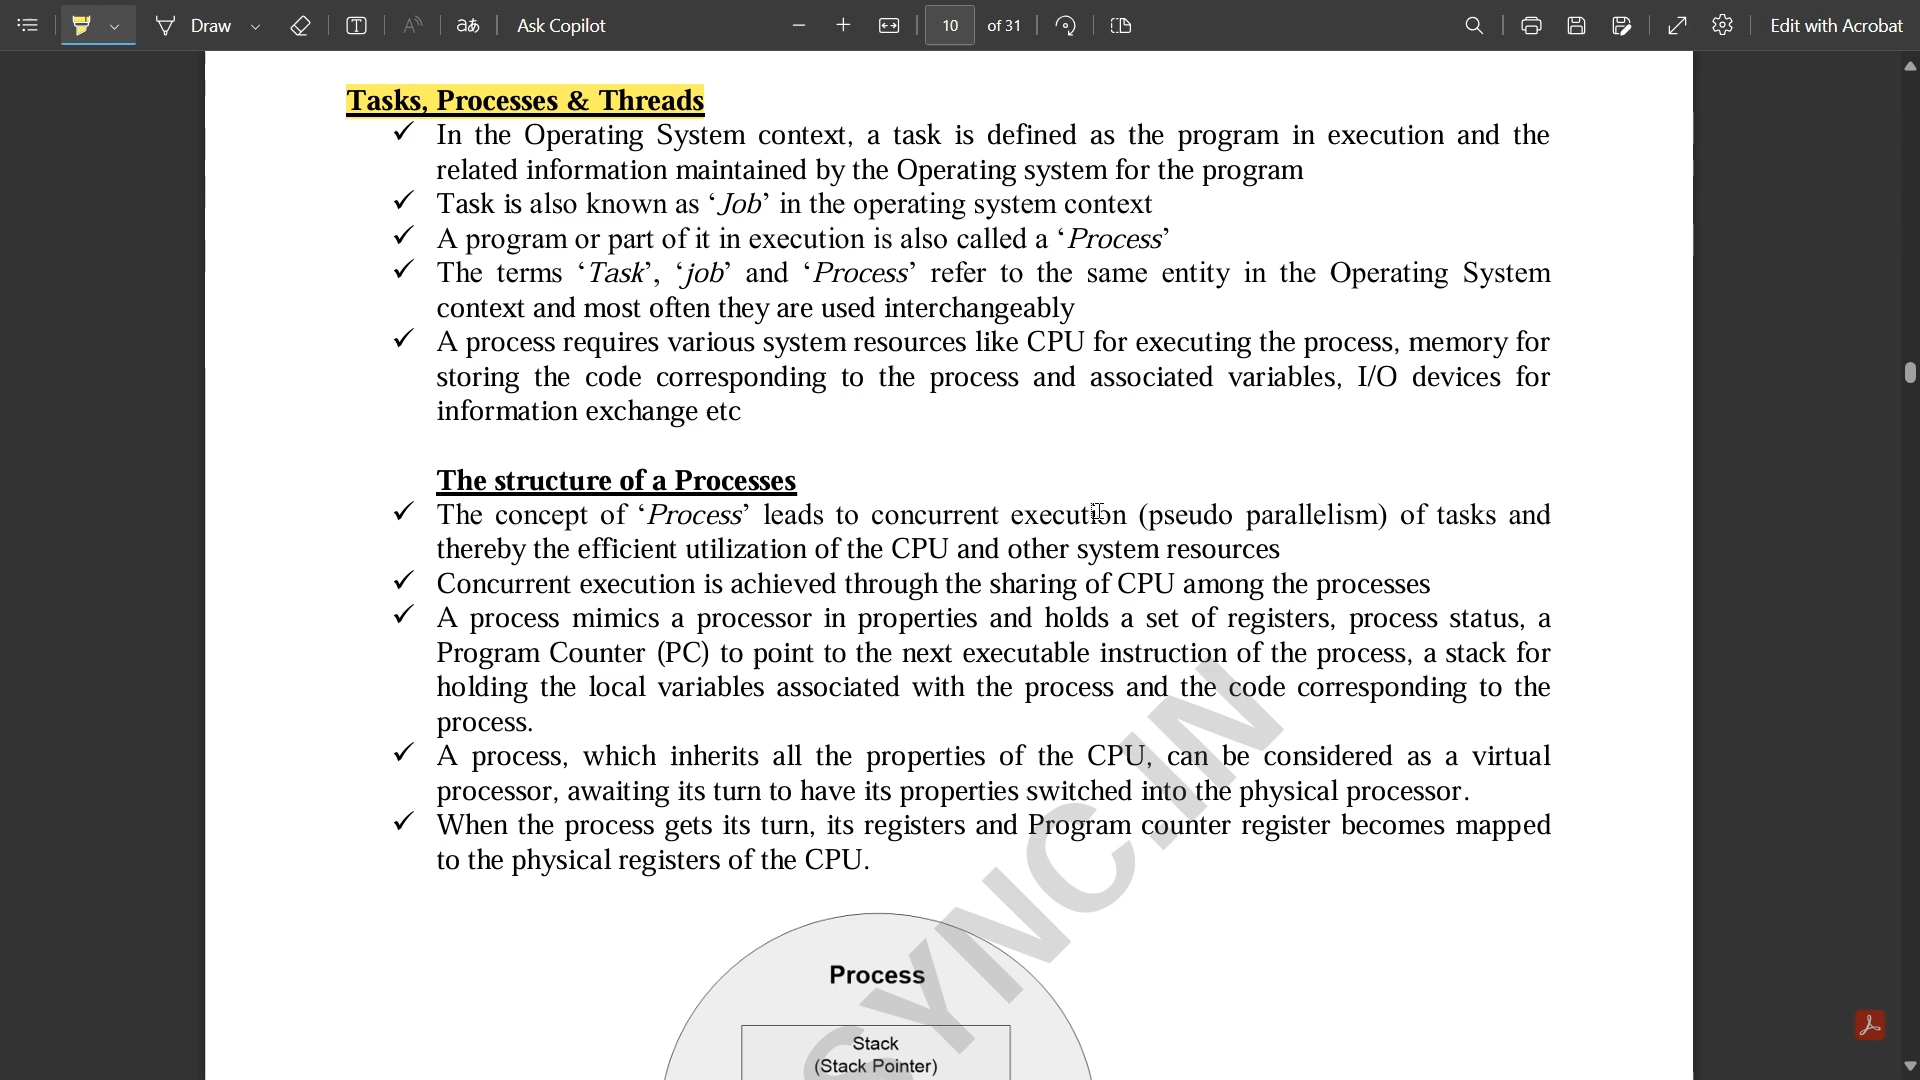 Draw
Ask Copilot
10 of 31
Edit with Acrobat
Tasks, Processes & Threads
✓ In the Operating System context, a task is defined as the program in execution and the
related information maintained by the Operating system for the program
✓ Task is also known as ‘Job’ in the operating system context
✓ A program or part of it in execution is also called a ‘Process’
✓ The terms ‘Task’, ‘job’ and ‘Process’ refer to the same entity in the Operating System
context and most often they are used interchangeably
✓ A process requires various system resources like CPU for executing the process, memory for
storing the code corresponding to the process and associated variables, I/O devices for
information exchange etc
The structure of a Processes
✓ The concept of ‘Process’ leads to concurrent execution (pseudo parallelism) of tasks and
thereby the efficient utilization of the CPU and other system resources
✓ Concurrent execution is achieved through the sharing of CPU among the processes
✓ A process mimics a processor in properties and holds a set of registers, process status, a
Program Counter (PC) to point to the next executable instruction of the process, a stack for
holding the local variables associated with the process and the code corresponding to the
process.
✓ A process, which inherits all the properties of the CPU, can be considered as a virtual
processor, awaiting its turn to have its properties switched into the physical processor.
✓ When the process gets its turn, its registers and Program counter register becomes mapped
to the physical registers of the CPU.
SYNC.IN
Process
Stack
(Stack Pointer)